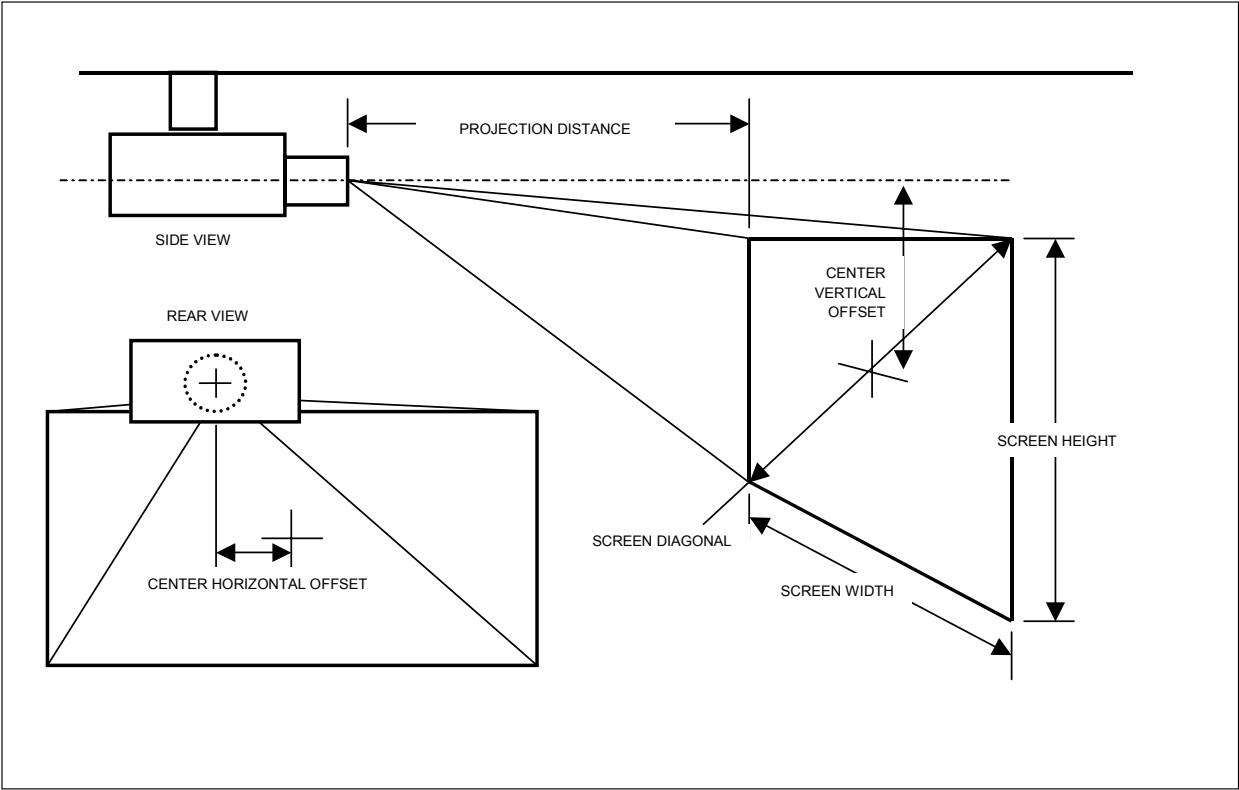 PROJECTION DISTANCE
SIDE VIEW
CENTER
VERTICAL
OFFSET
REAR VIEW
SCREEN HEIGHT
SCREEN DIAGONAL
CENTER HORIZONTAL OFFSET
SCREEN WIDTH